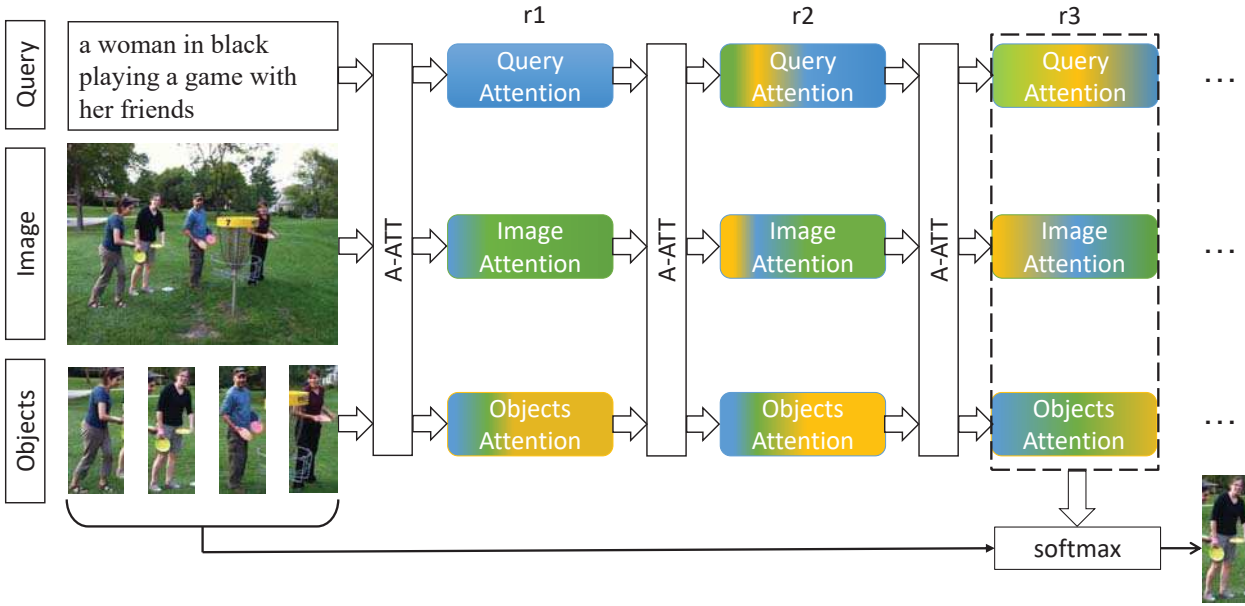 r1
r2
r3
Query
a woman in black
playing a game with
her friends
A-ATT
Query
Attention
A-ATT
Query
Attention
A-ATT
Query
Attention
...
Image
Image
Attention
Image
Attention
Image
Attention
...
Objects
Objects
Attention
Objects
Attention
Objects
Attention
...
softmax